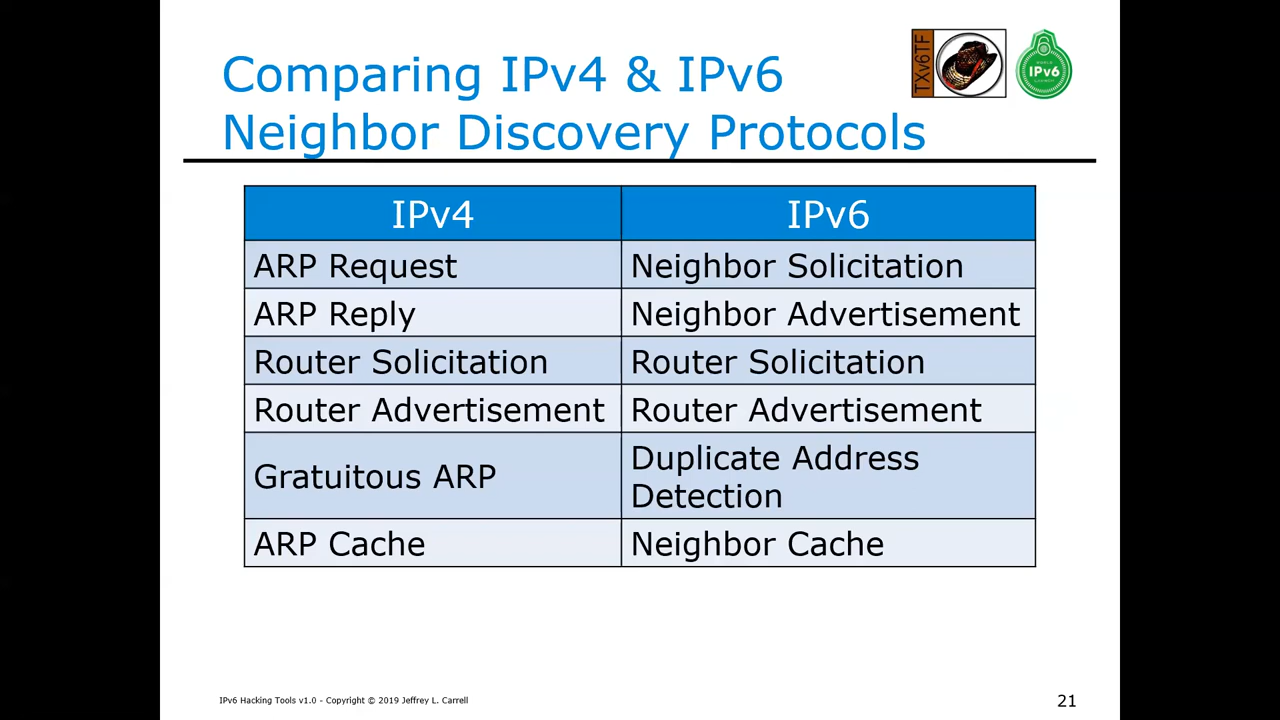 Comparing IPv4 & IPv6
Neighbor Discovery Protocols
TXv6TF
IPv6
IPv4
IPv6
ARP Request
Neighbor Solicitation
ARP Reply
Neighbor Advertisement
Router Solicitation
Router Solicitation
Router Advertisement
Router Advertisement
Gratuitous ARP
Duplicate Address
Detection
ARP Cache
Neighbor Cache
IPv6 Hacking Tools v1.0 - Copyright © 2019 Jeffrey L. Carrell
21